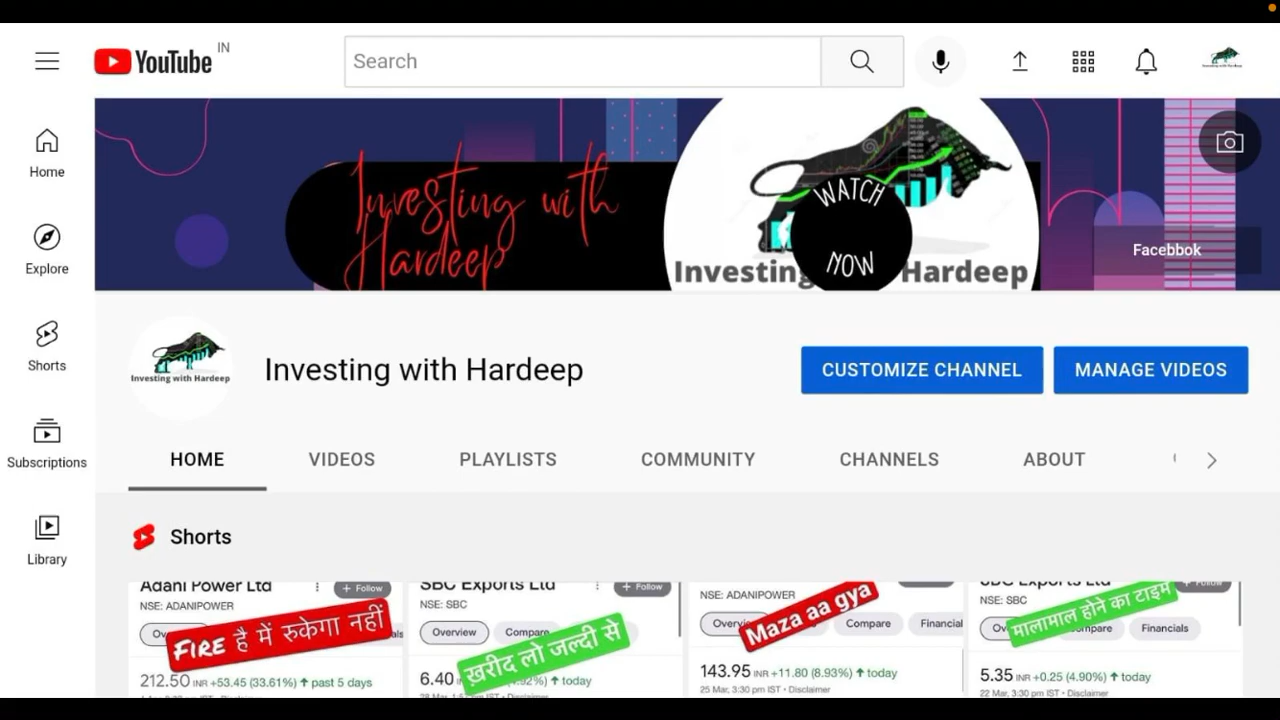 YouTube IN
Search
Home
Explore
Shorts
Subscriptions
Library
Investing with
Hardeep
WATCH
NOW
Investing Hardeep
Facebbok
Investing with Hardeep
Investing with Hardeep
CUSTOMIZE CHANNEL
MANAGE VIDEOS
HOME
VIDEOS
PLAYLISTS
COMMUNITY
CHANNELS
ABOUT
Shorts
Adani Power Ltd
+ Follow
NSE: ADANIPOWER
FIRE है में रुकेगा नहीं
212.50 INR +53.45 (33.61%) ↑ past 5 days
SBC Exports Ltd
+ Follow
NSE: SBC
Overview
Compare
ख़रीद लो जल्दी से
6.40
↑ today
NSE: ADANIPOWER
Maza aa gya
Compare
Financial
143.95 INR +11.80 (8.93%) ↑ today
25 Mar, 3:30 pm IST • Disclaimer
SBC Exports Ltd
NSE: SBC
मालामाल होने का टाइम
Financials
5.35 INR +0.25 (4.90%) ↑ today
22 Mar, 3:30 pm IST • Disclaimer